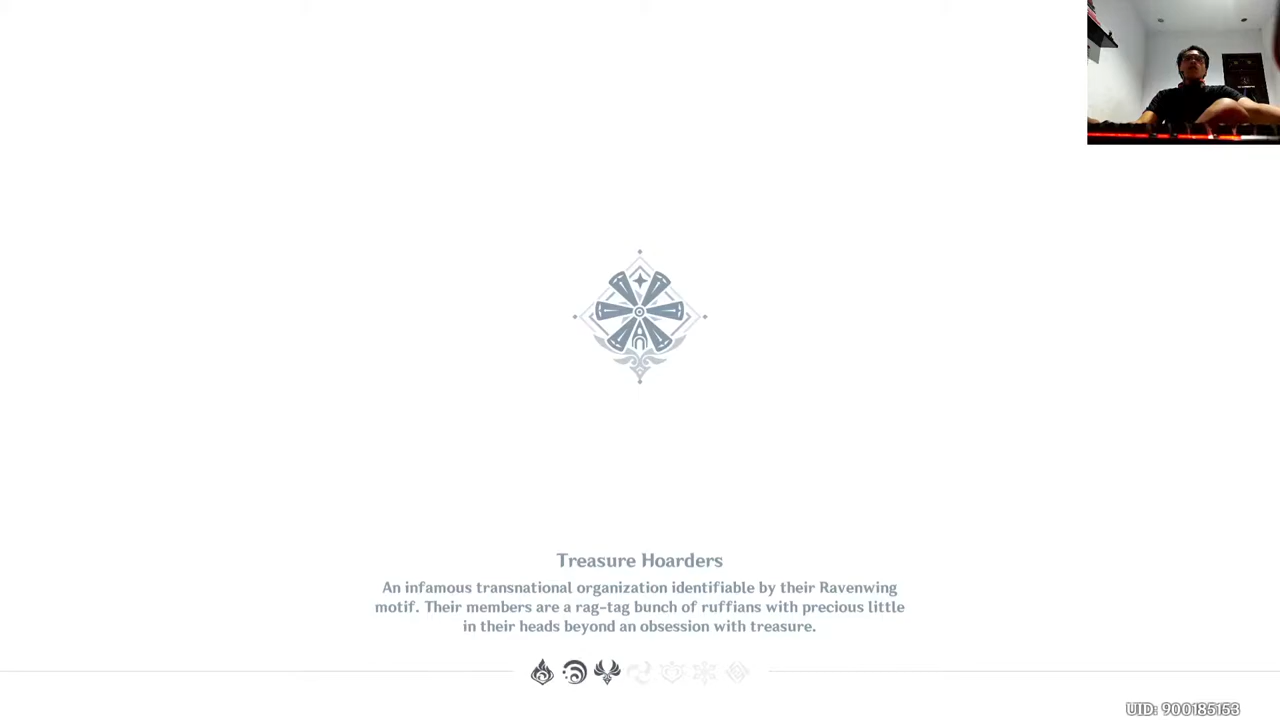 Treasure Hoarders
An infamous transnational organization identifiable by their Ravenwing
motif. Their members are a rag-tag bunch of ruffians with precious little
in their heads beyond an obsession with treasure.
UID: 900185153